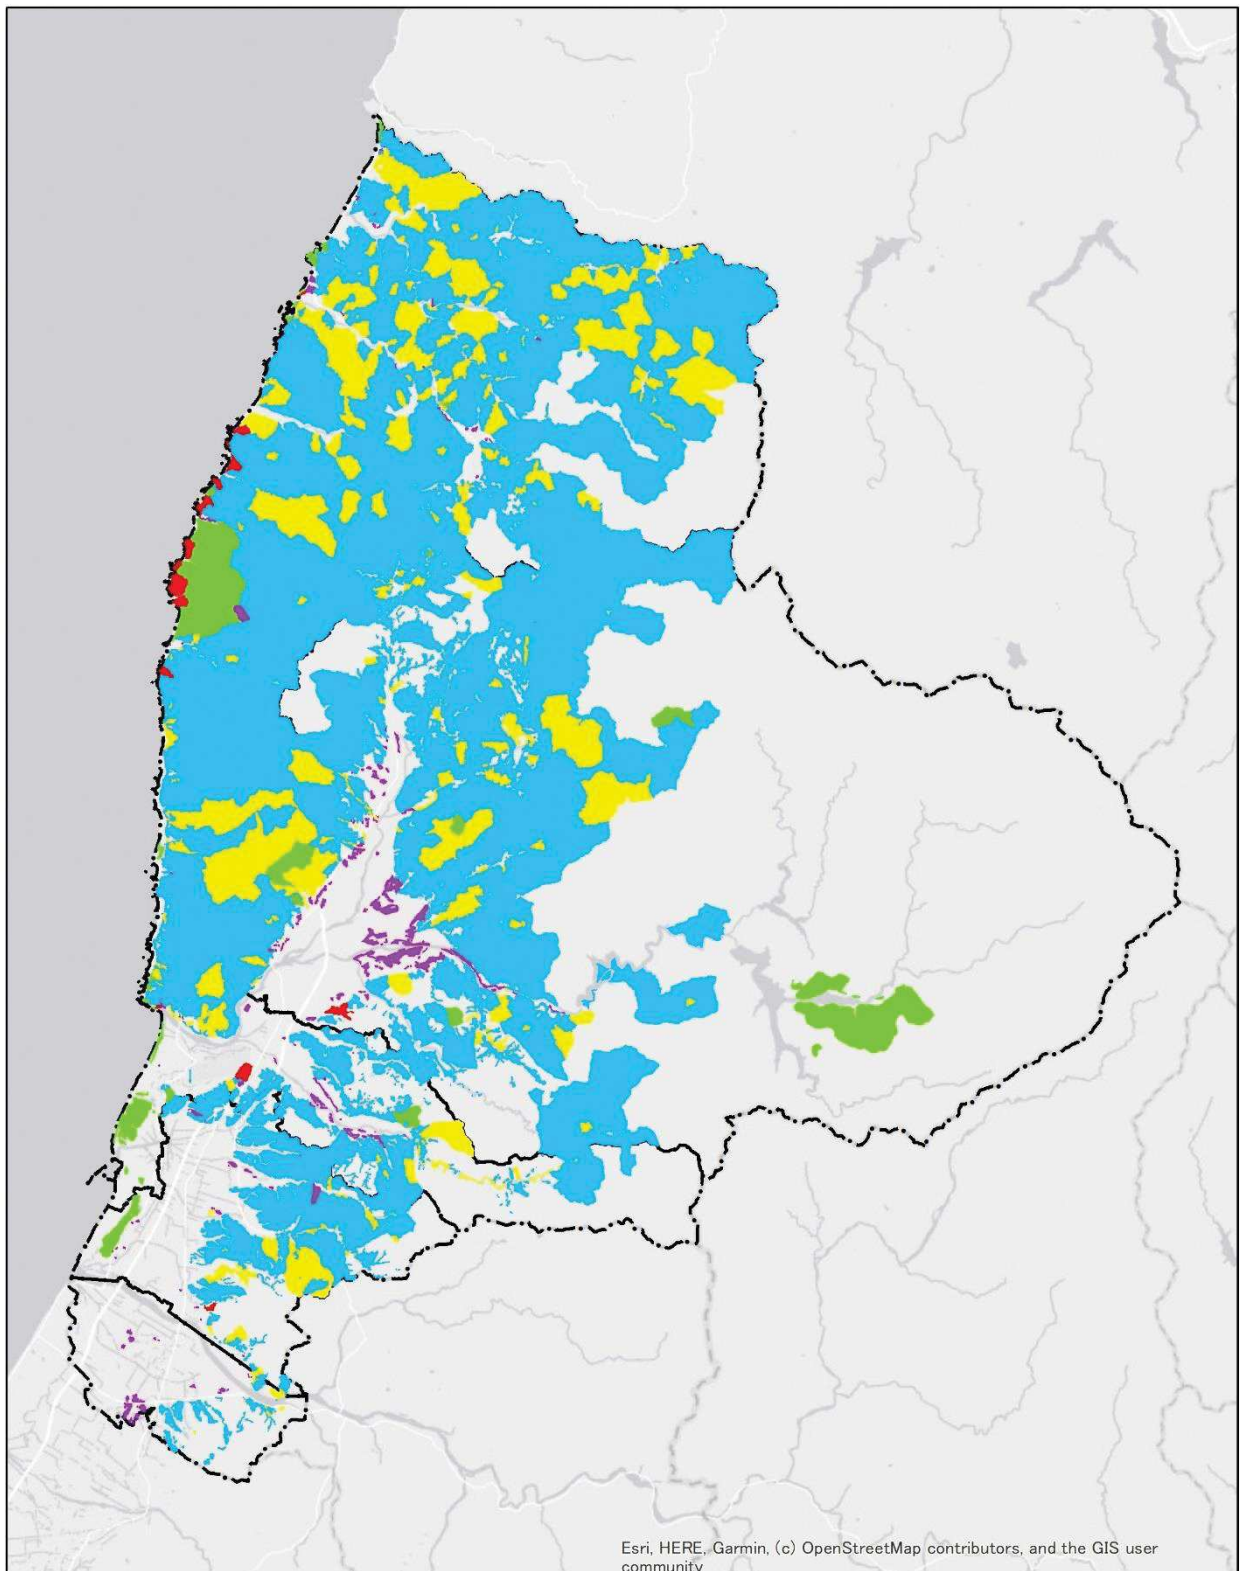 Esri, HERE, Garmin, (c) OpenStreetMap contributors, and the GIS user
community